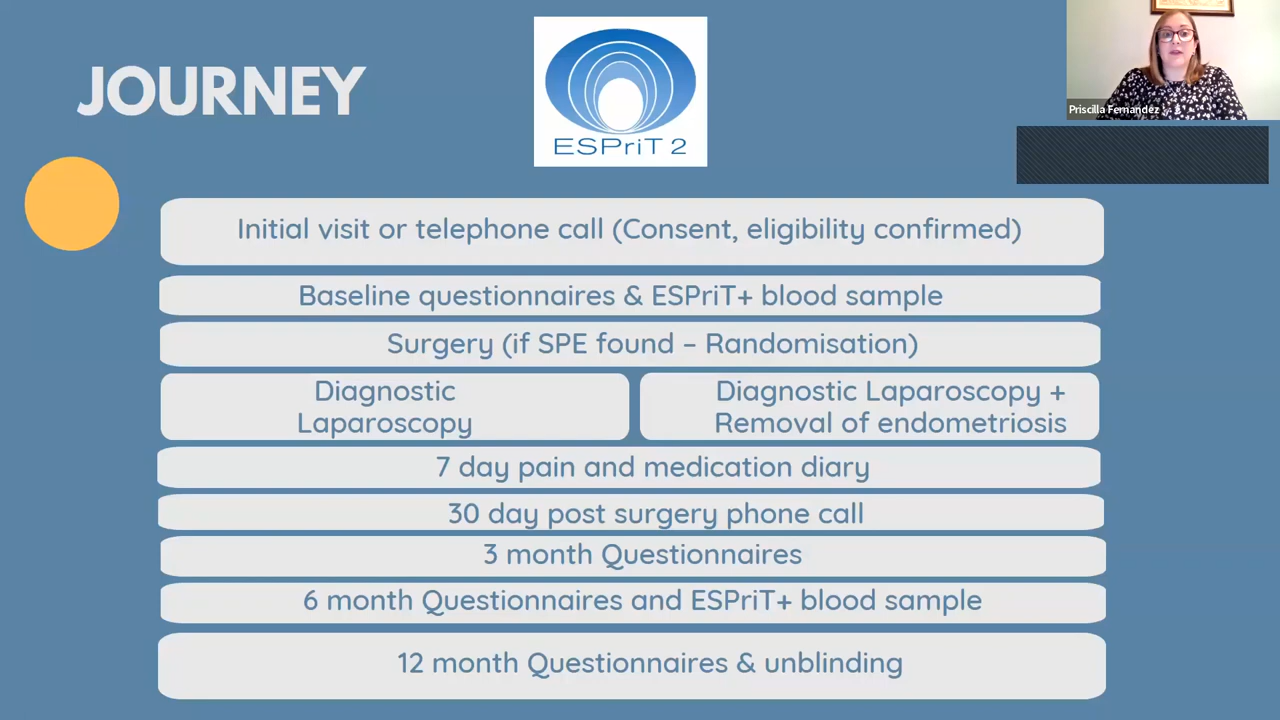 JOURNEY
ESPriT 2
Priscilla Fernandez
Initial visit or telephone call (Consent, eligibility confirmed)
Baseline questionnaires & ESPriT+ blood sample
Surgery (if SPE found – Randomisation)
Diagnostic
Laparoscopy
Diagnostic Laparoscopy +
Removal of endometriosis
7 day pain and medication diary
30 day post surgery phone call
3 month Questionnaires
6 month Questionnaires and ESPriT+ blood sample
12 month Questionnaires & unblinding